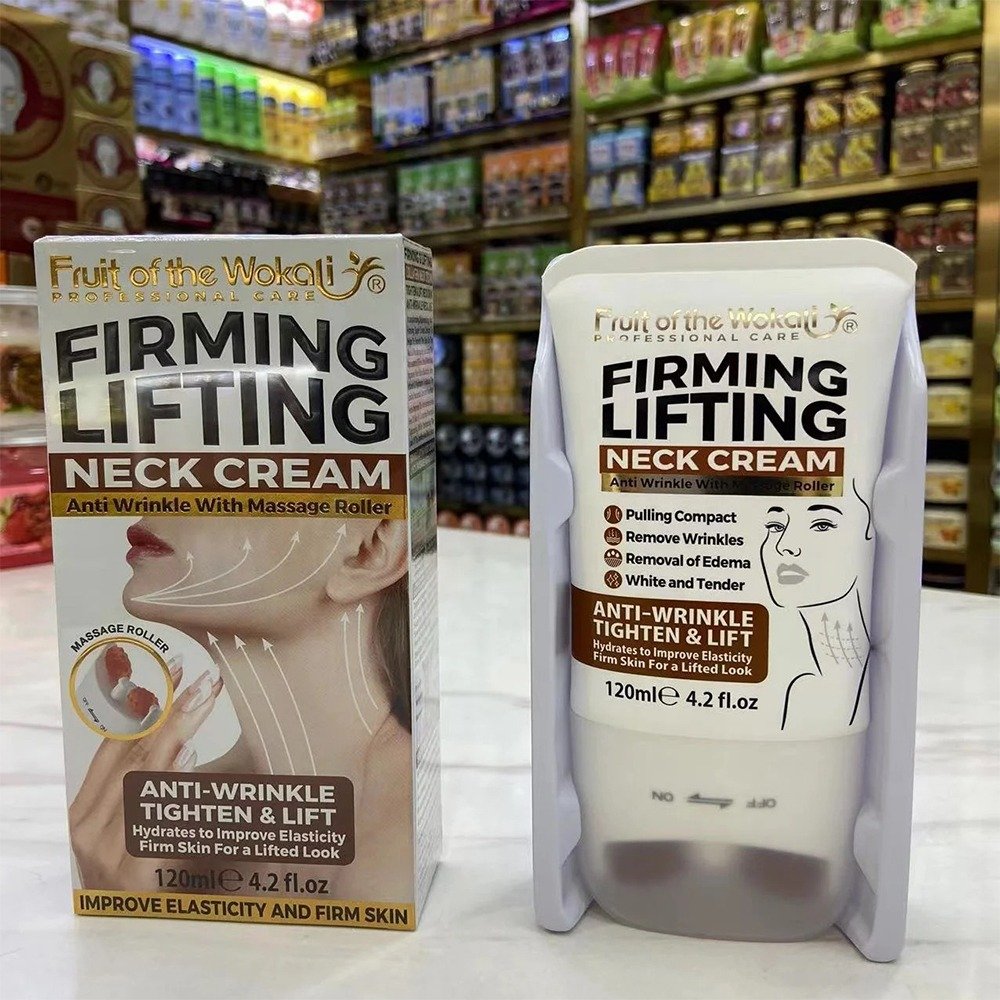 Fruit of the Wokali ®
PROFESSIONAL CARE
FIRMING
LIFTING
NECK CREAM
Anti Wrinkle With Massage Roller
MASSAGE ROLLER
ANTI-WRINKLE
TIGHTEN & LIFT
Hydrates to Improve Elasticity
Firm Skin For a Lifted Look
120ml℮ 4.2 fl.oz
IMPROVE ELASTICITY AND FIRM SKIN
Fruit of the Wokali ®
PROFESSIONAL CARE
FIRMING
LIFTING
NECK CREAM
Anti Wrinkle With Massage Roller
Pulling Compact
Remove Wrinkles
Removal of Edema
White and Tender
ANTI-WRINKLE
TIGHTEN & LIFT
Hydrates to Improve Elasticity
Firm Skin For a Lifted Look
120ml℮ 4.2 fl.oz
OFF ON